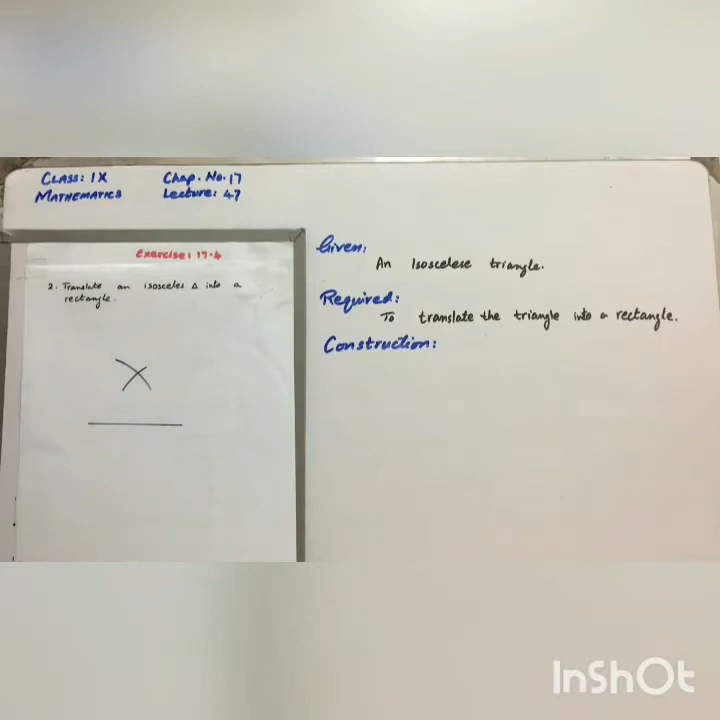 CLASS: IX Chap. No. 17
MATHEMATICS Lecture: 47
Exercise: 17.4
2. Translate an isosceles Δ into a
rectangle.
Given:
An Isoscelese triangle.
Required:
To translate the triangle into a rectangle.
Construction:
InShOt